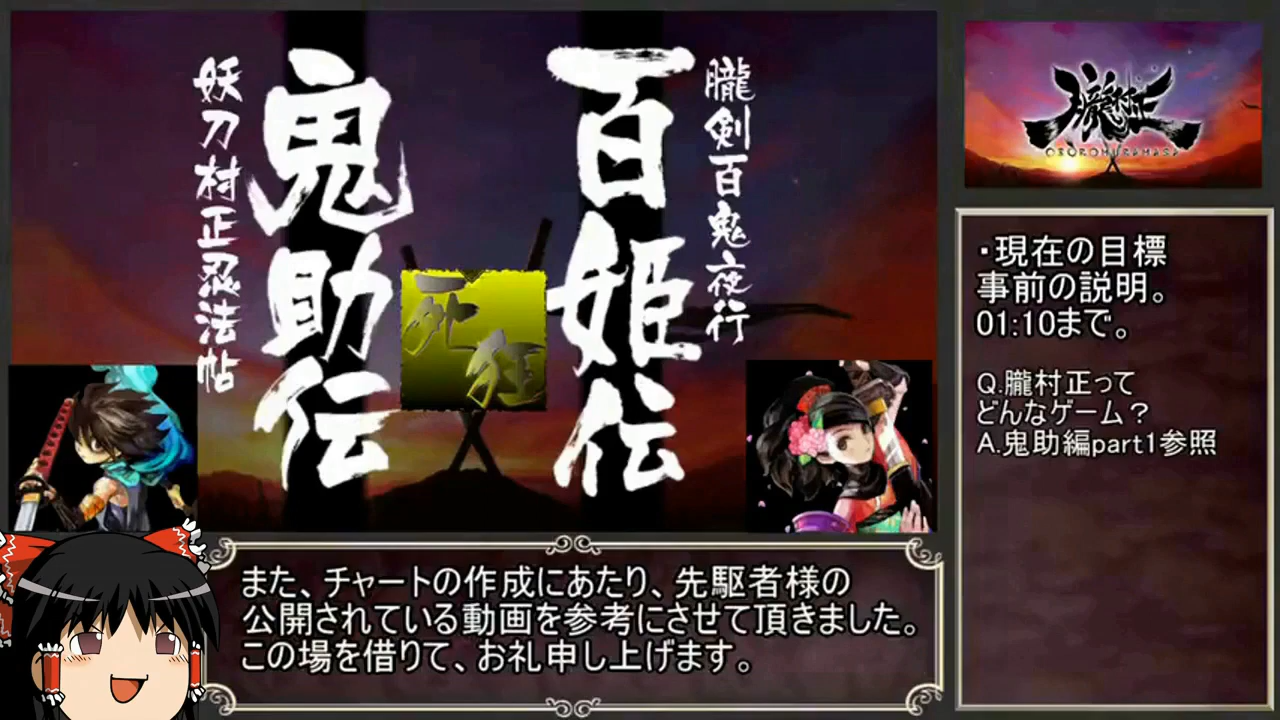 朧剣百鬼夜行
百姫伝
死狂
鬼助伝
妖刀村正忍法帖
朧村正
OBOROMURAMASA
・現在の目標
事前の説明。
01:10まで。
Q.朧村正って
どんなゲーム？
A.鬼助編part1参照
また、チャートの作成にあたり、先駆者様の
公開されている動画を参考にさせて頂きました。
この場を借りて、お礼申し上げます。